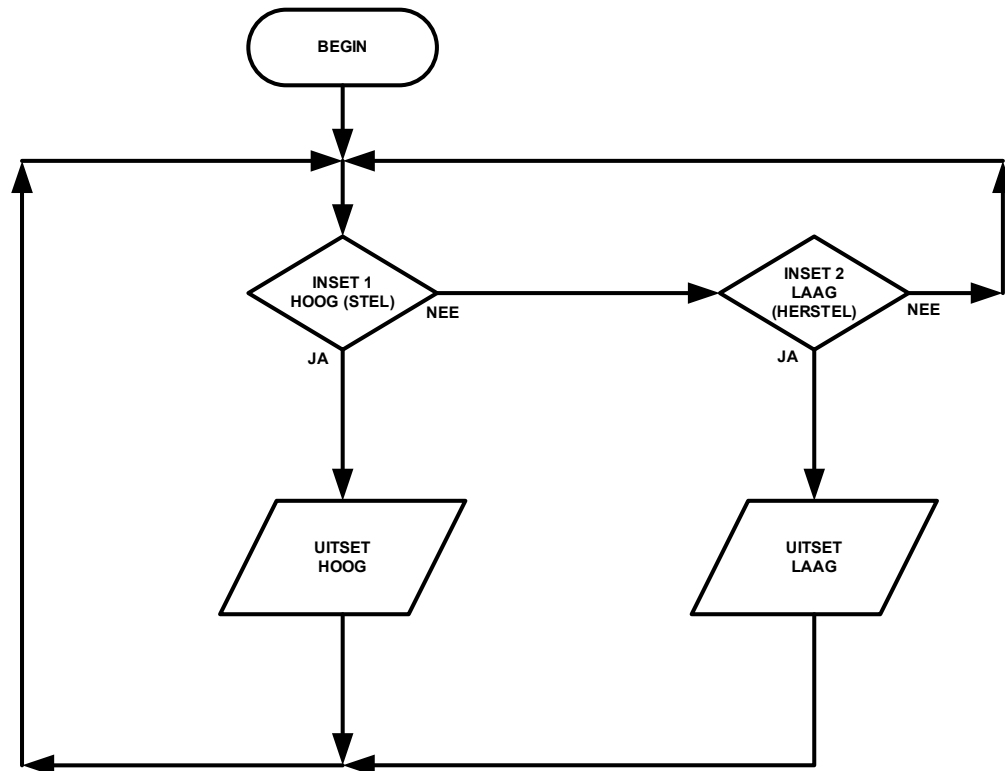 BEGIN
INSET 1
HOOG (STEL)
NEE
JA
INSET 2
LAAG
(HERSTEL)
NEE
JA
UITSET
HOOG
UITSET
LAAG